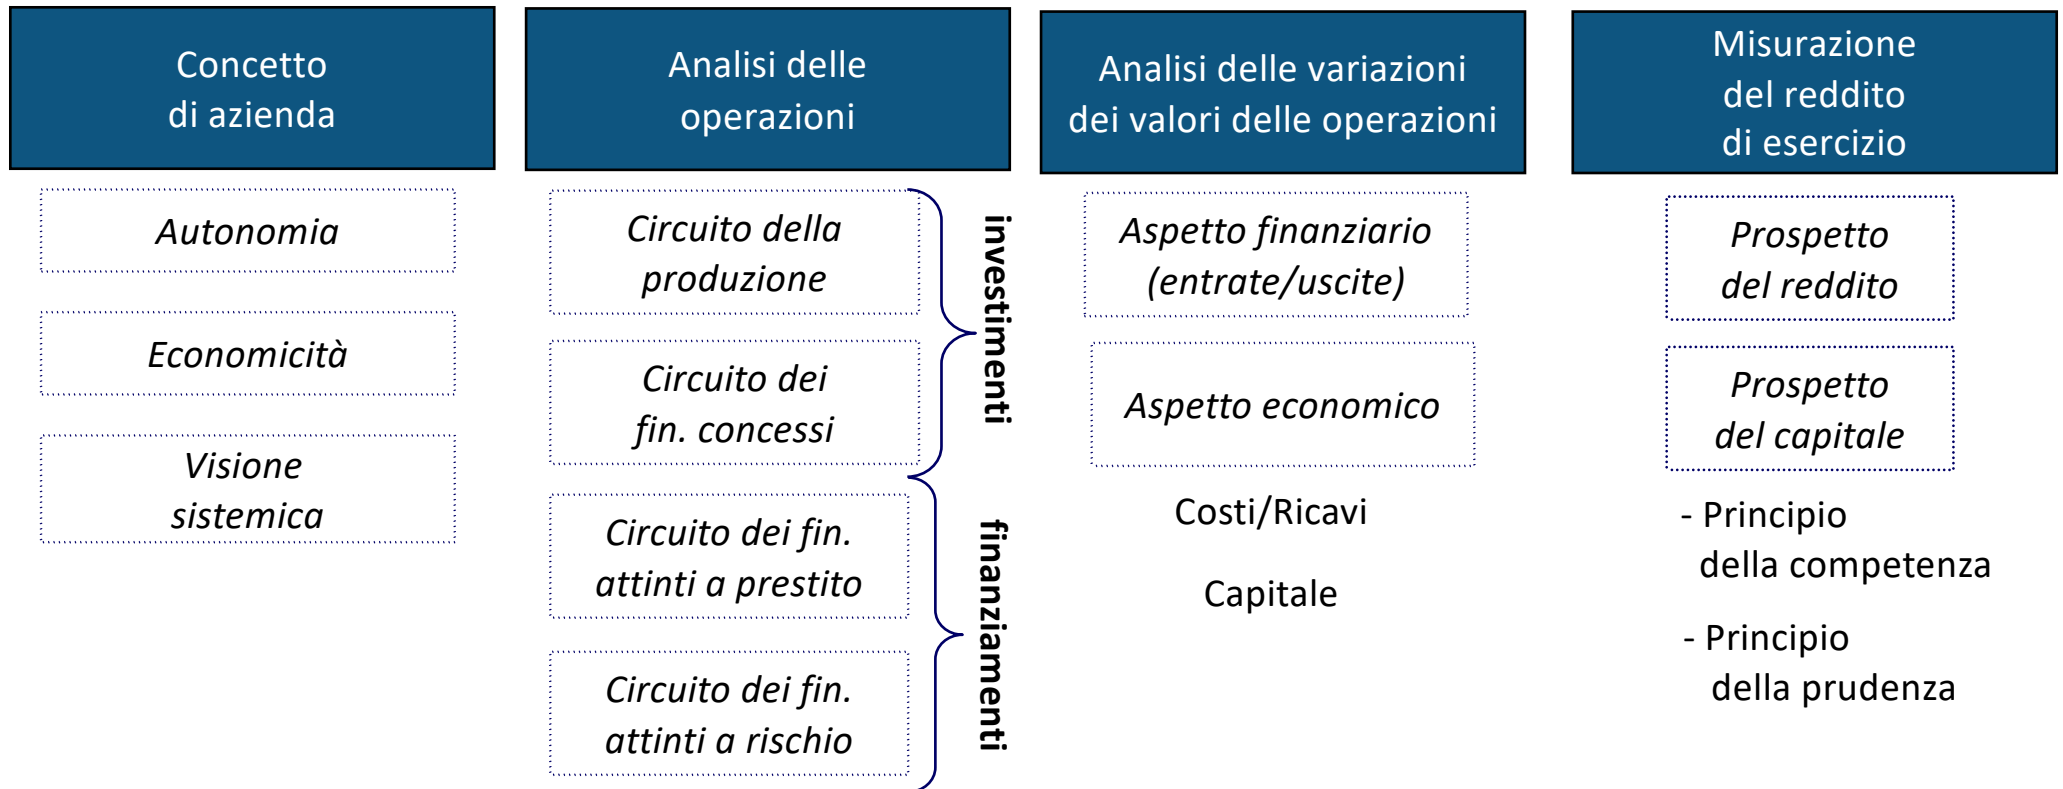 Concetto
di azienda
Autonomia
Economicità
Visione
sistemica
Analisi delle
operazioni
Circuito della
produzione
Circuito dei
fin. concessi
investimenti
Circuito dei fin.
attinti a prestito
Circuito dei fin.
attinti a rischio
finanziamenti
Analisi delle variazioni
dei valori delle operazioni
Aspetto finanziario
(entrate/uscite)
Aspetto economico
Costi/Ricavi
Capitale
Misurazione
del reddito
di esercizio
Prospetto
del reddito
Prospetto
del capitale
- Principio
della competenza
- Principio
della prudenza